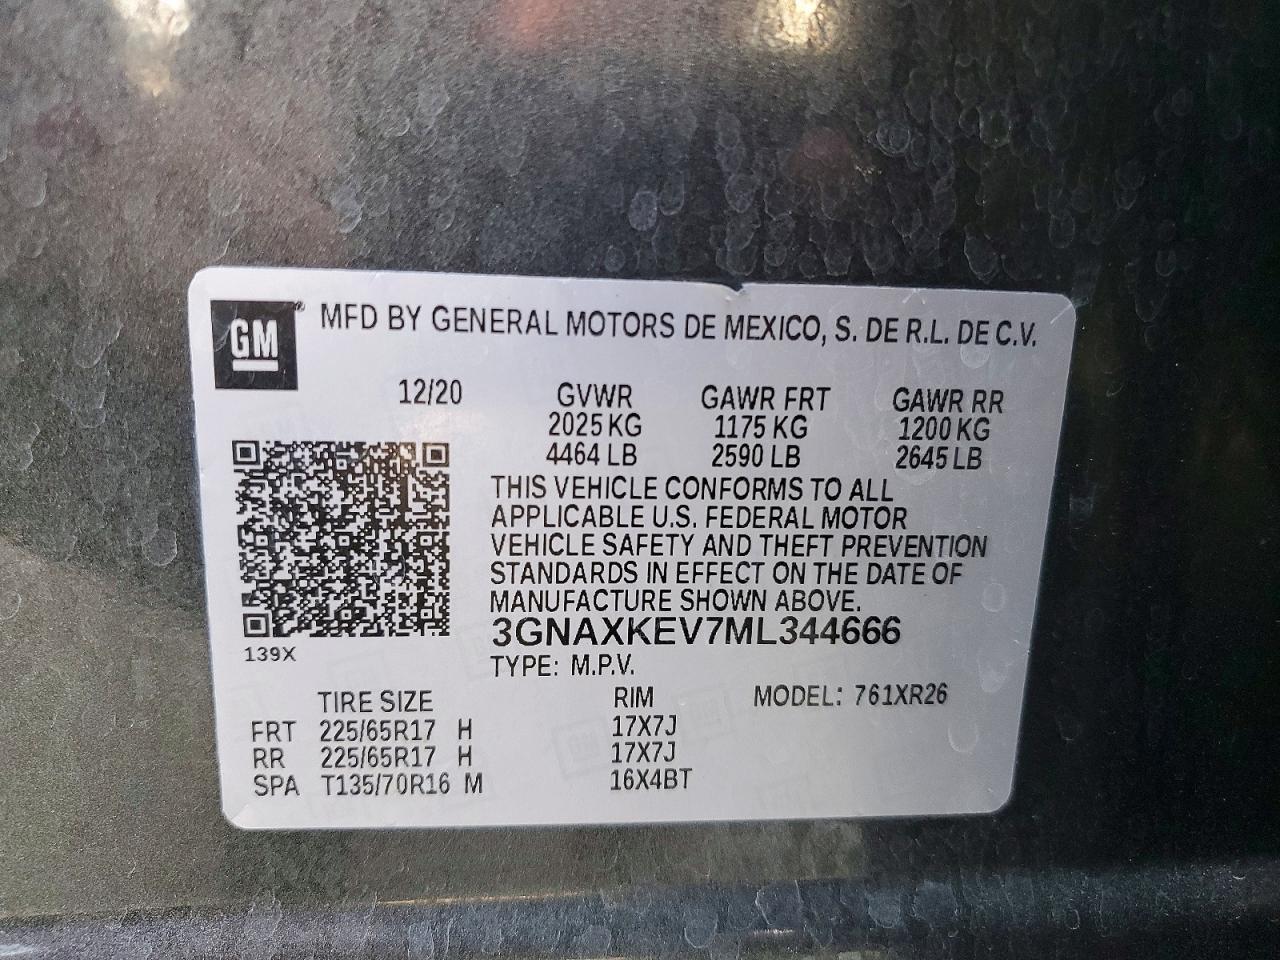 GM® MFD BY GENERAL MOTORS DE MEXICO, S. DE R.L. DE C.V.
12/20 GVWR GAWR FRT GAWR RR
2025 KG 1175 KG 1200 KG
4464 LB 2590 LB 2645 LB
THIS VEHICLE CONFORMS TO ALL
APPLICABLE U.S. FEDERAL MOTOR
VEHICLE SAFETY AND THEFT PREVENTION
STANDARDS IN EFFECT ON THE DATE OF
MANUFACTURE SHOWN ABOVE.
3GNAXKEV7ML344666
139X TYPE: M.P.V.
TIRE SIZE RIM MODEL: 761XR26
FRT 225/65R17 H 17X7J
RR 225/65R17 H 17X7J
SPA T135/70R16 M 16X4BT